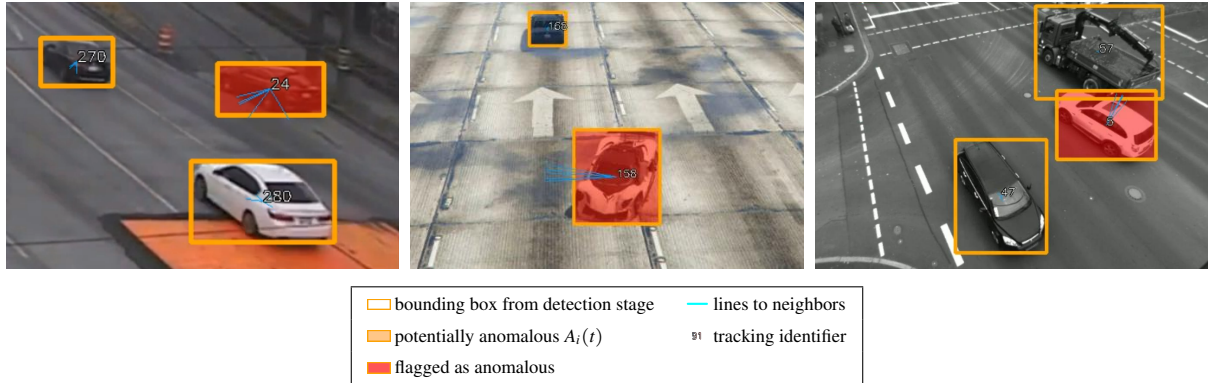 270
24
280
168
158
57
8
47
bounding box from detection stage
lines to neighbors
potentially anomalous Aᵢ(t)
91 tracking identifier
flagged as anomalous